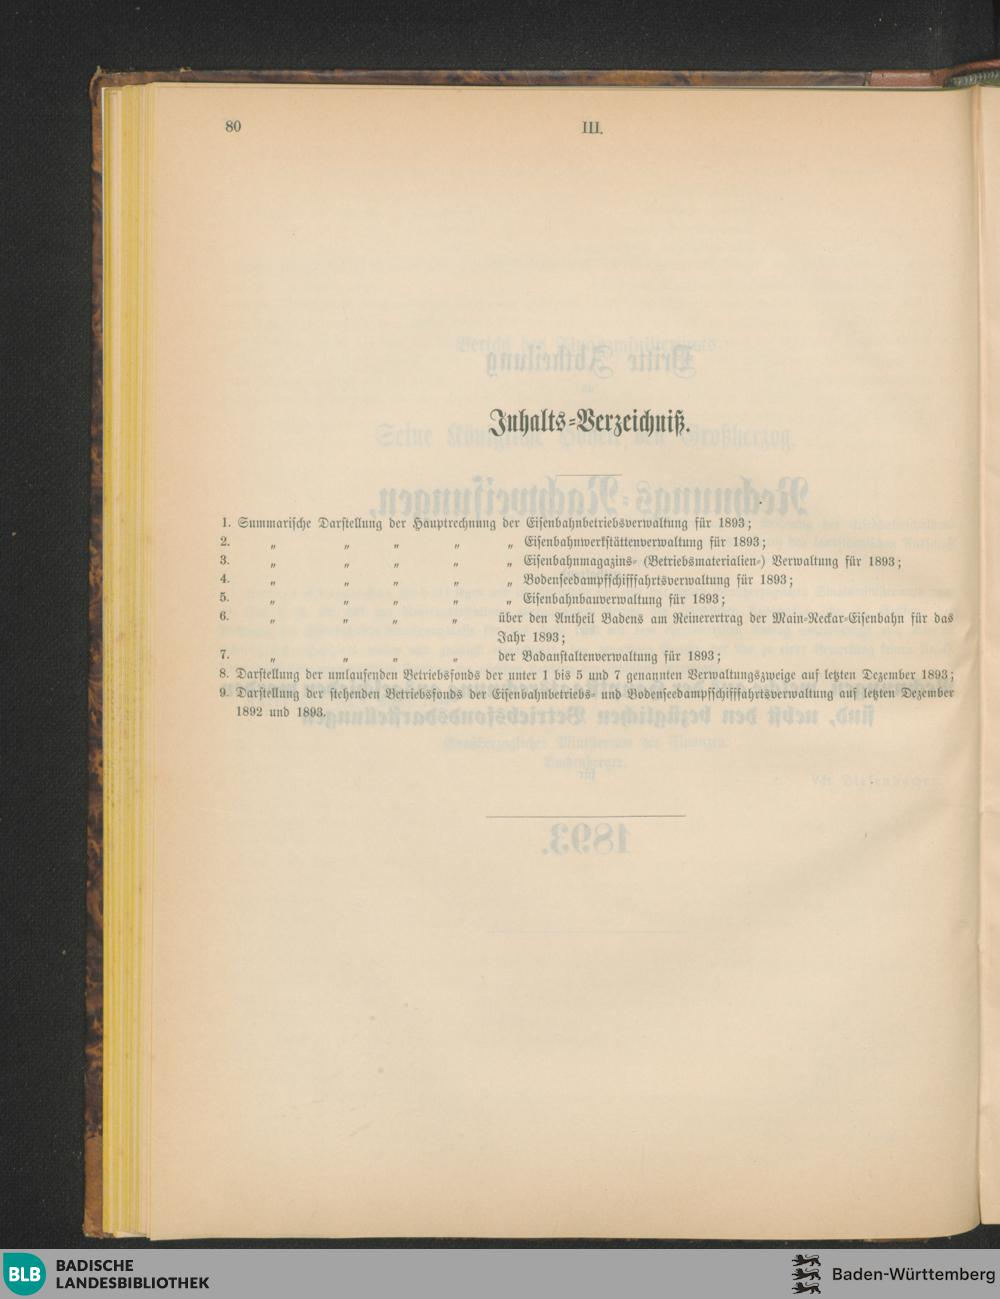 80
III.
Inhalts-Verzeichniß.
1. Summarische Darstellung der Hauptrechnung der Eisenbahnbetriebsverwaltung für 1893;
2. „ „ „ „ „ Eisenbahnwerkstättenverwaltung für 1893;
3. „ „ „ „ „ Eisenbahnmagazins- (Betriebsmaterialien-) Verwaltung für 1893;
4. „ „ „ „ „ Bodenseedampfschifffahrtsverwaltung für 1893;
5. „ „ „ „ „ Eisenbahnbauverwaltung für 1893;
6. „ „ „ „ über den Antheil Badens am Reinerertrag der Main-Neckar-Eisenbahn für das
Jahr 1893;
7. „ „ „ „ der Badanstaltenverwaltung für 1893;
8. Darstellung der umlaufenden Betriebsfonds der unter 1 bis 5 und 7 genannten Verwaltungszweige auf letzten Dezember 1893;
9. Darstellung der stehenden Betriebsfonds der Eisenbahnbetriebs- und Bodenseedampfschifffahrtsverwaltung auf letzten Dezember
1892 und 1893.
BLB
BADISCHE
LANDESBIBLIOTHEK
Baden-Württemberg